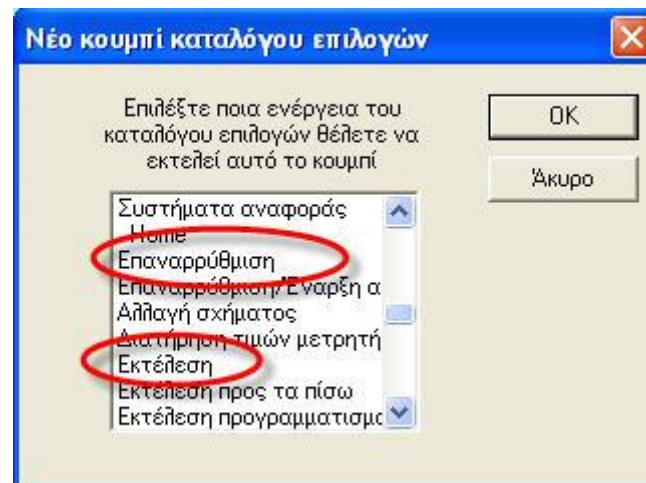 Νέο κουμπί καταλόγου επιλογών
Επιλέξτε ποια ενέργεια του
καταλόγου επιλογών θέλετε να
εκτελεί αυτό το κουμπί
OK
Άκυρο
Συστήματα αναφοράς
Home
Επαναρρύθμιση
Επαναρρύθμιση/Έναρξη α
Αλλαγή σχήματος
Διατήρηση τιμών μετρητή
Εκτέλεση
Εκτέλεση προς τα πίσω
Εκτέλεση προγραμματισμο